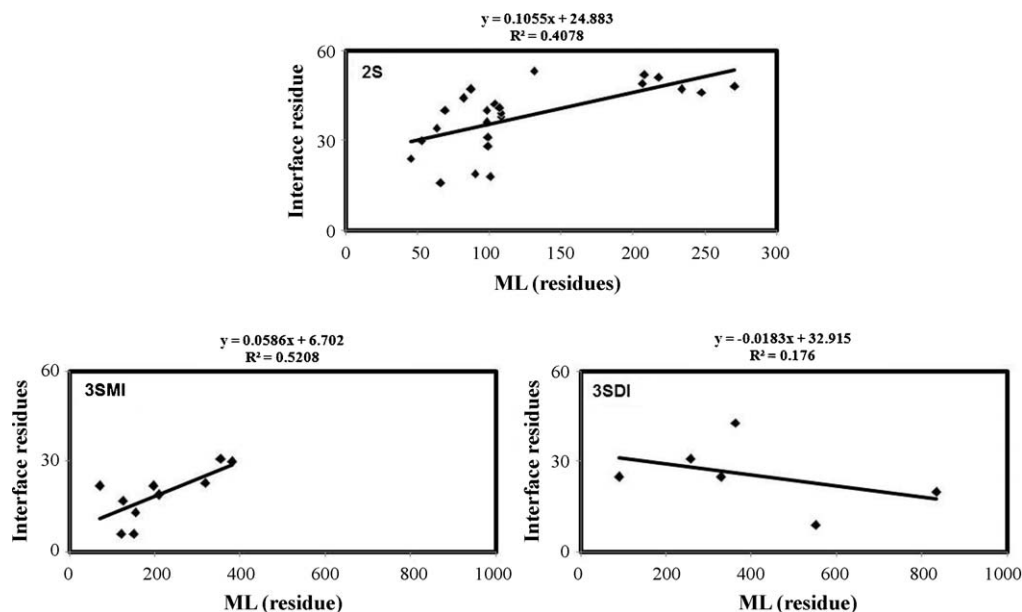 y = 0.1055x + 24.883
R² = 0.4078
60
2S
Interface residue
30
0
0
50
100
150
200
250
300
ML (residues)
y = 0.0586x + 6.702
R² = 0.5208
60
3SMI
Interface residues
30
0
0
200
400
600
800
1000
ML (residue)
y = -0.0183x + 32.915
R² = 0.176
60
3SDI
Interface residues
30
0
0
200
400
600
800
1000
ML (residue)